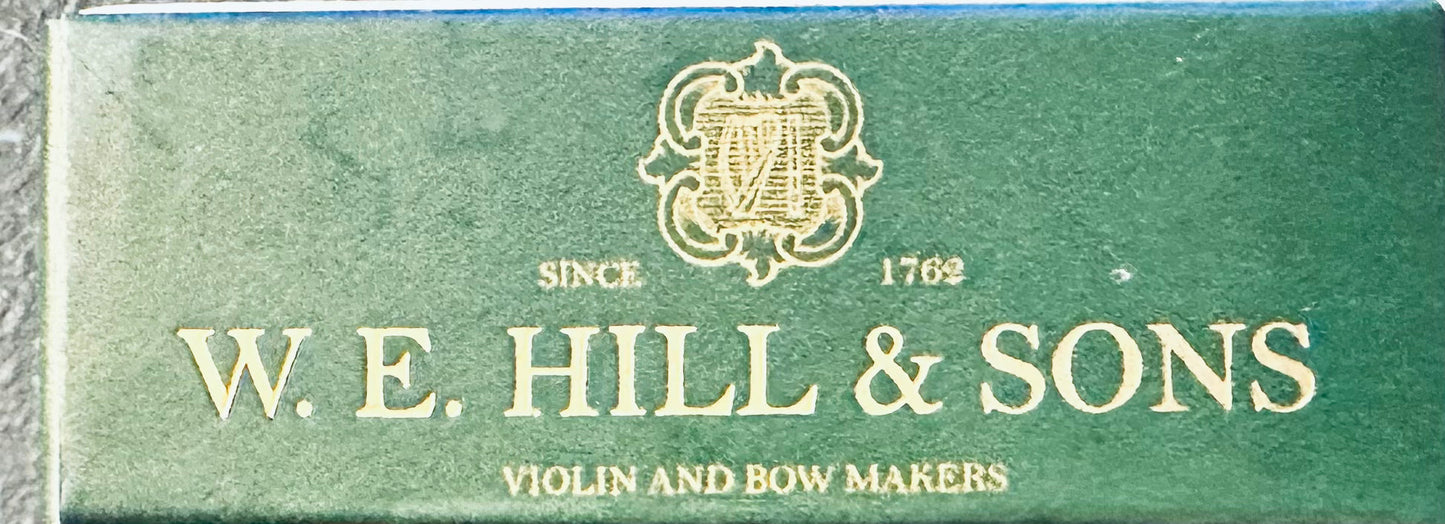 SINCE 1762
W. E. HILL & SONS
VIOLIN AND BOW MAKERS